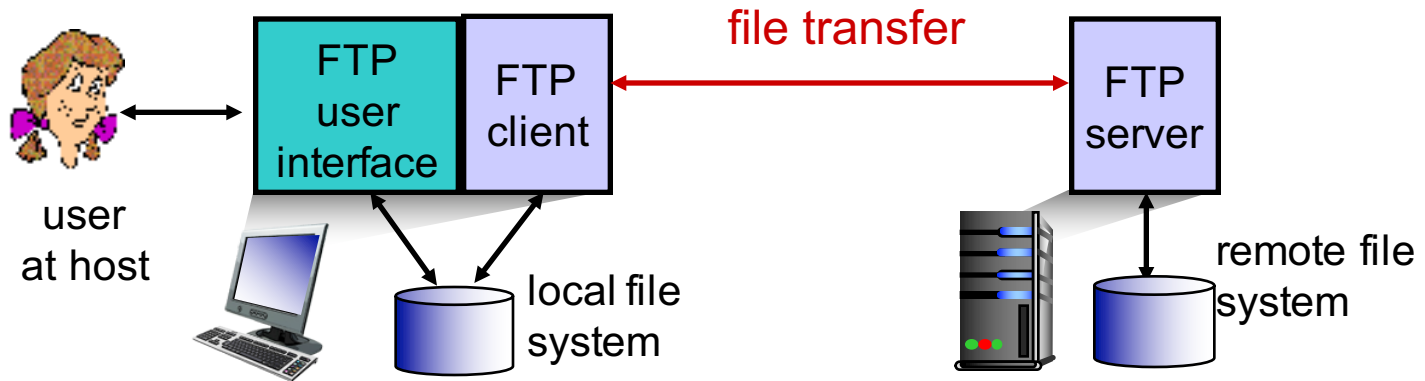 file transfer
FTP
user
interface
FTP
client
FTP
server
user
at host
local file
system
remote file
system